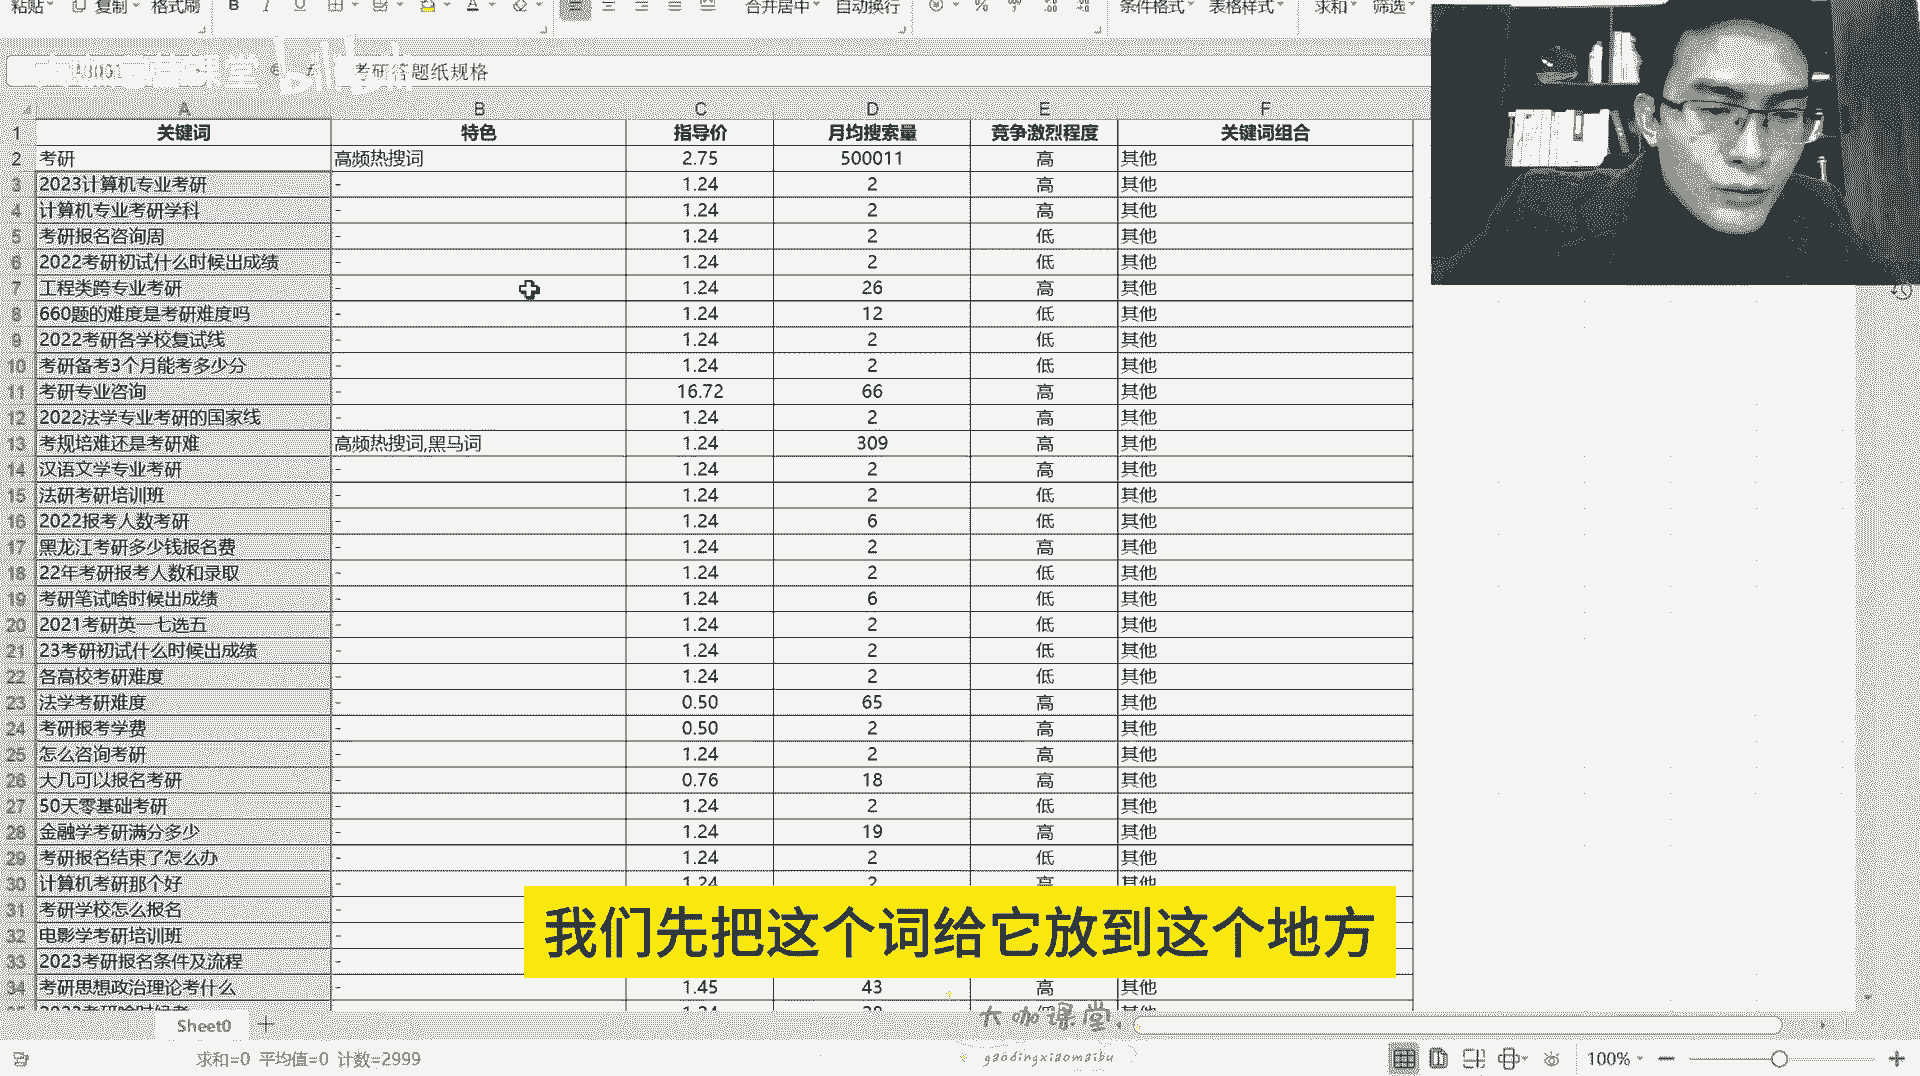 粘贴 复制 格式刷 B I U A 合并居中 自动换行 % 条件格式 表格样式 求和 筛选
考研答题纸规格
A B C D E F
1 关键词 特色 指导价 月均搜索量 竞争激烈程度 关键词组合
2 考研 高频热搜词 2.75 500011 高 其他
3 2023计算机专业考研 - 1.24 2 高 其他
4 计算机专业考研学科 - 1.24 2 高 其他
5 考研报名咨询周 - 1.24 2 低 其他
6 2022考研初试什么时候出成绩 - 1.24 2 低 其他
7 工程类跨专业考研 - 1.24 26 高 其他
8 660题的难度是考研难度吗 - 1.24 12 低 其他
9 2022考研各学校复试线 - 1.24 2 低 其他
10 考研备考3个月能考多少分 - 1.24 2 低 其他
11 考研专业咨询 - 16.72 66 高 其他
12 2022法学专业考研的国家线 - 1.24 2 高 其他
13 考规培难还是考研难 高频热搜词,黑马词 1.24 309 高 其他
14 汉语文学专业考研 - 1.24 2 高 其他
15 法研考研培训班 - 1.24 2 低 其他
16 2022报考人数考研 - 1.24 6 低 其他
17 黑龙江考研多少钱报名费 - 1.24 2 高 其他
18 22年考研报考人数和录取 - 1.24 2 低 其他
19 考研笔试啥时候出成绩 - 1.24 6 低 其他
20 2021考研英一七选五 - 1.24 2 低 其他
21 23考研初试什么时候出成绩 - 1.24 2 低 其他
22 各高校考研难度 - 1.24 2 低 其他
23 法学考研难度 - 0.50 65 高 其他
24 考研报考学费 - 0.50 2 高 其他
25 怎么咨询考研 - 1.24 2 高 其他
26 大几可以报名考研 - 0.76 18 高 其他
27 50天零基础考研 - 1.24 2 低 其他
28 金融学考研满分多少 - 1.24 19 高 其他
29 考研报名结束了怎么办 - 1.24 2 低 其他
30 计算机考研那个好 - 1.24 2 高 其他
31 考研学校怎么报名 -
32 电影学考研培训班 -
33 2023考研报名条件及流程 -
我们先把这个词给它放到这个地方
34 考研思想政治理论考什么 - 1.45 43 高 其他
大咖课堂
Sheet0
求和=0 平均值=0 计数=2999
gaodingxiaomaibu
100%